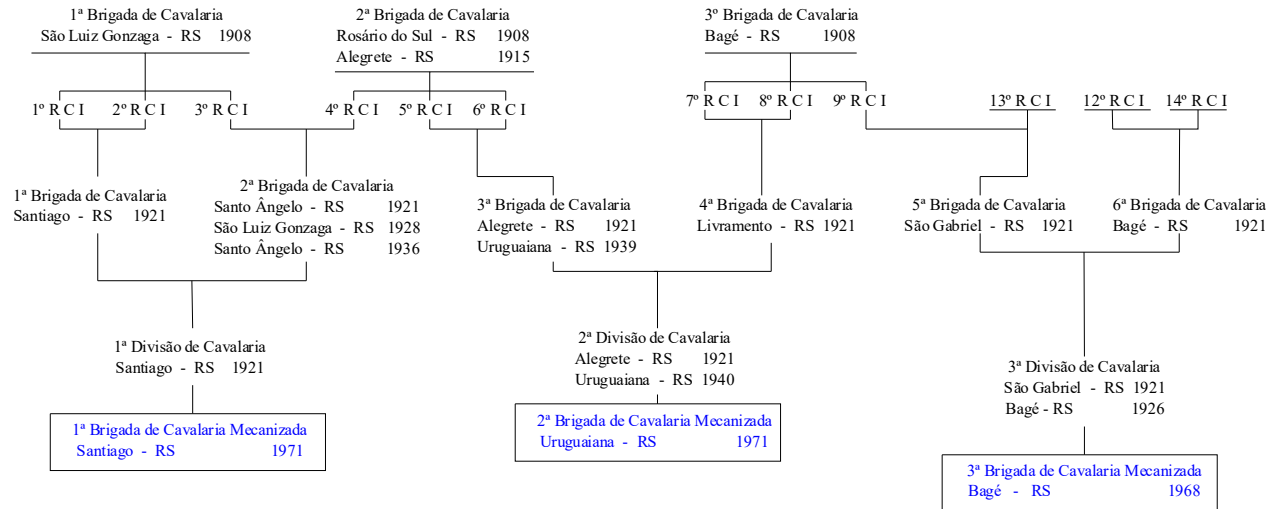 1ª Brigada de Cavalaria
São Luiz Gonzaga - RS 1908
2ª Brigada de Cavalaria
Rosário do Sul - RS 1908
Alegrete - RS 1915
3º Brigada de Cavalaria
Bagé - RS 1908
1º R C I 2º R C I 3º R C I 4º R C I 5º R C I 6º R C I 7º R C I 8º R C I 9º R C I 13º R C I 12º R C I 14º R C I
1ª Brigada de Cavalaria
Santiago - RS 1921
2ª Brigada de Cavalaria
Santo Ângelo - RS 1921
São Luiz Gonzaga - RS 1928
Santo Ângelo - RS 1936
3ª Brigada de Cavalaria
Alegrete - RS 1921
Uruguaiana - RS 1939
4ª Brigada de Cavalaria
Livramento - RS 1921
5ª Brigada de Cavalaria
São Gabriel - RS 1921
6ª Brigada de Cavalaria
Bagé - RS 1921
1ª Divisão de Cavalaria
Santiago - RS 1921
2ª Divisão de Cavalaria
Alegrete - RS 1921
Uruguaiana - RS 1940
3ª Divisão de Cavalaria
São Gabriel - RS 1921
Bagé - RS 1926
1ª Brigada de Cavalaria Mecanizada
Santiago - RS 1971
2ª Brigada de Cavalaria Mecanizada
Uruguaiana - RS 1971
3ª Brigada de Cavalaria Mecanizada
Bagé - RS 1968